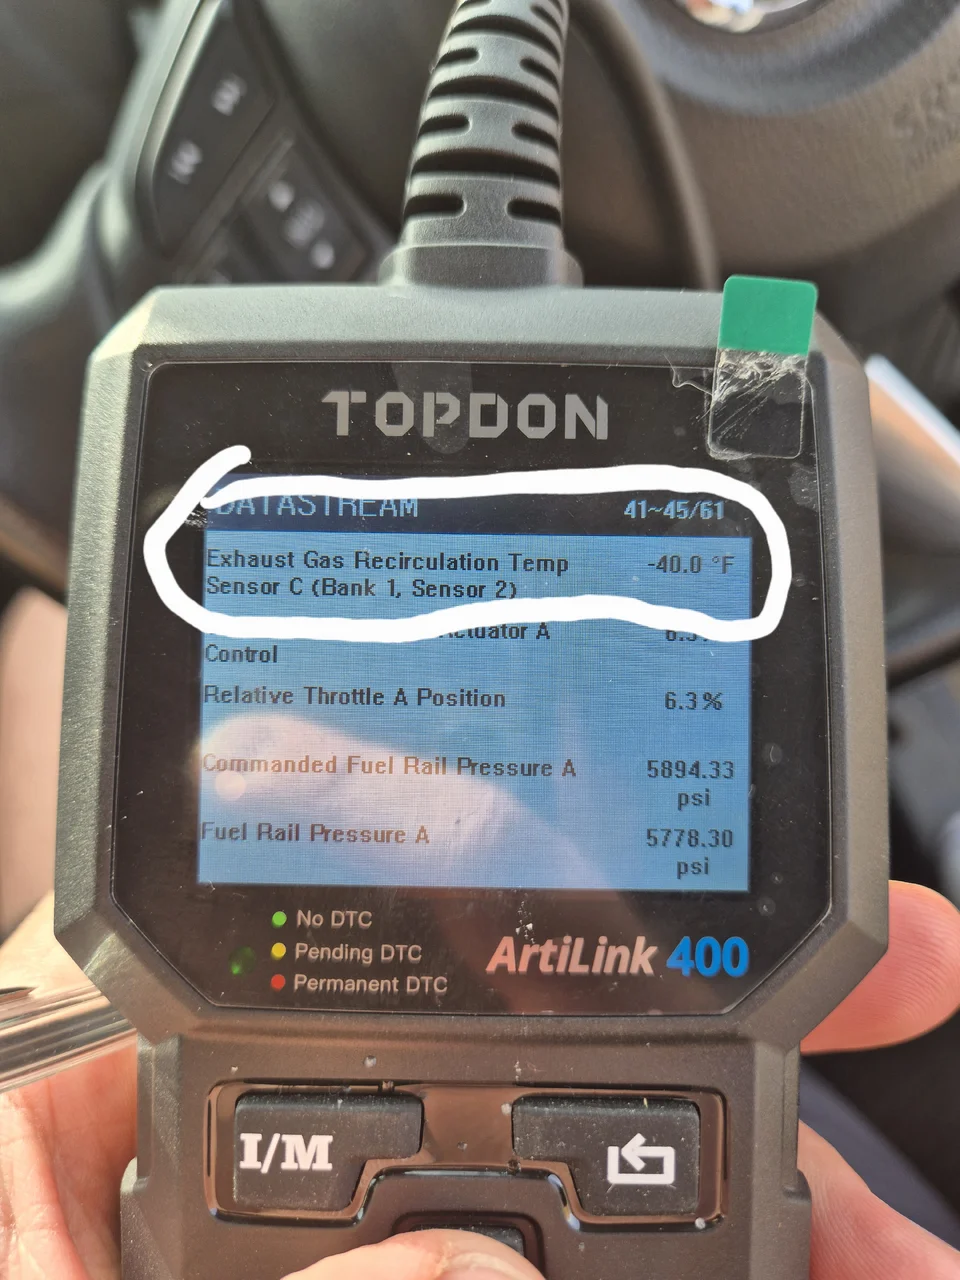 TOPDON
DATASTREAM 41~45/61
Exhaust Gas Recirculation Temp -40.0 °F
Sensor C (Bank 1, Sensor 2)
Actuator A
Control
Relative Throttle A Position 6.3%
Commanded Fuel Rail Pressure A 5894.33
psi
Fuel Rail Pressure A 5778.30
psi
No DTC
Pending DTC
Permanent DTC
ArtiLink 400
I/M